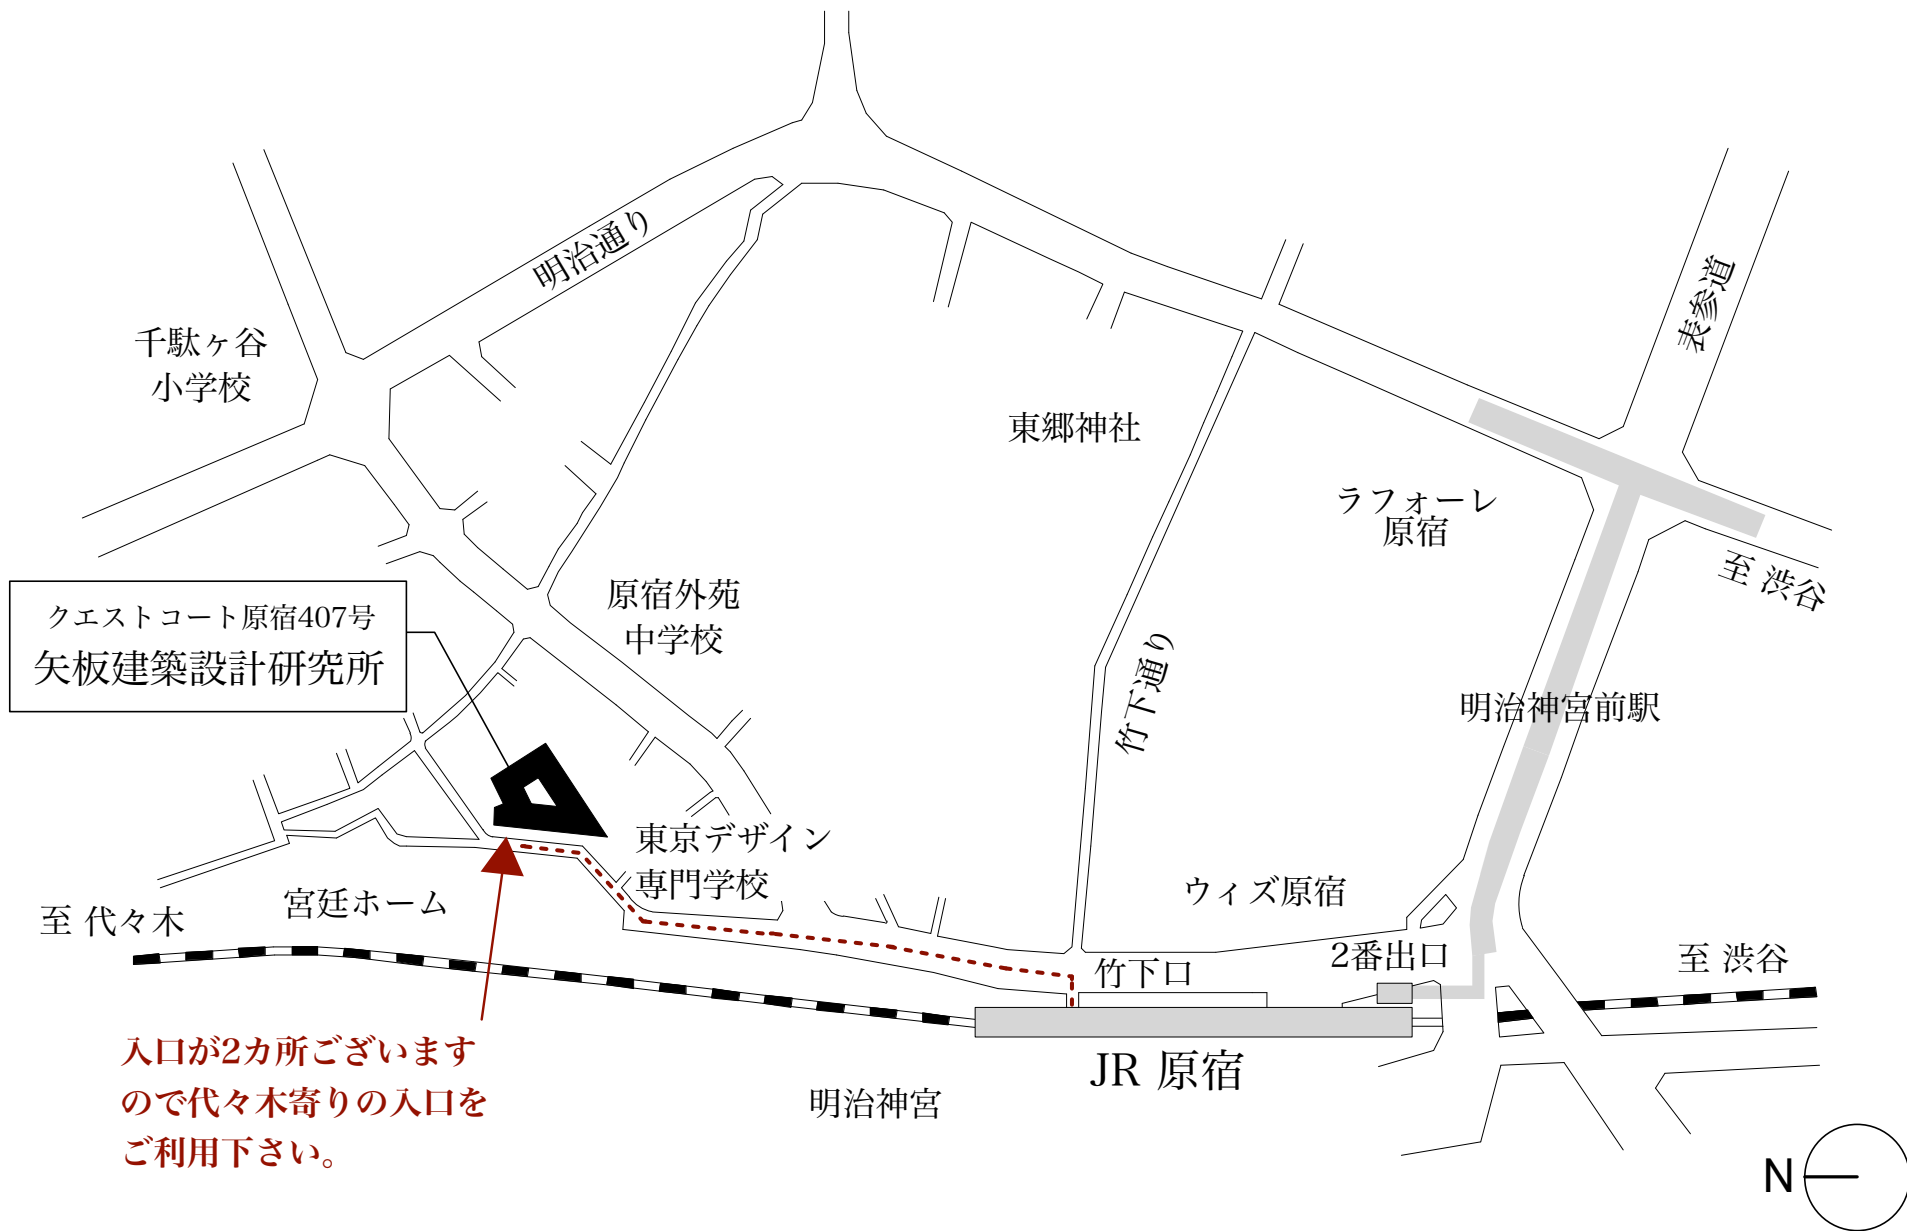 明治通り
表参道
千駄ヶ谷
小学校
東郷神社
ラフォーレ
原宿
至 渋谷
クエストコート原宿407号
矢板建築設計研究所
原宿外苑
中学校
竹下通り
明治神宮前駅
東京デザイン
専門学校
宮廷ホーム
ウィズ原宿
至 代々木
2番出口
至 渋谷
竹下口
入口が2カ所ございます
ので代々木寄りの入口を
ご利用下さい。
JR 原宿
明治神宮
N